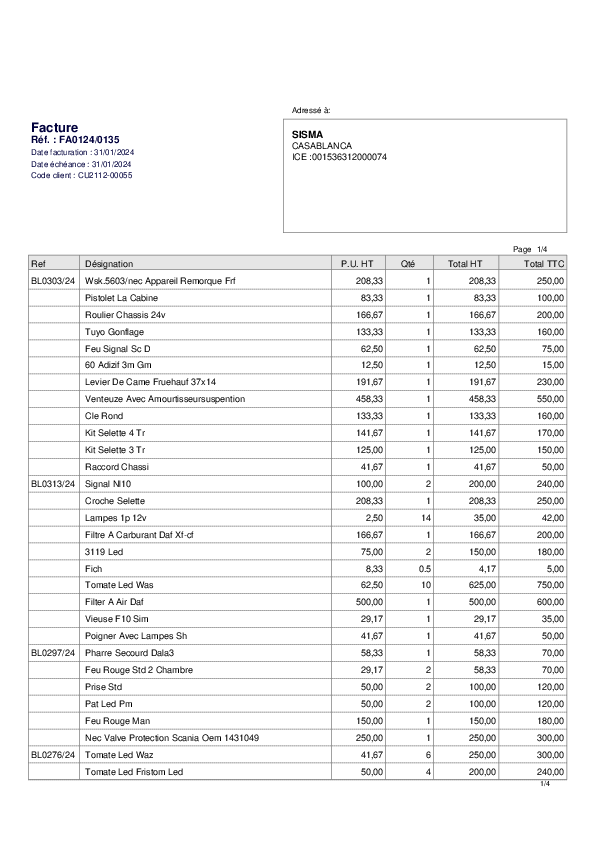 Adressé à:
Facture
Réf. : FA0124/0135
Date facturation : 31/01/2024
Date échéance : 31/01/2024
Code client : CU2112-00055
SISMA
CASABLANCA
ICE :001536312000074
Page 1/4
Ref Désignation P.U. HT Qté Total HT Total TTC
BL0303/24 Wsk.5603/nec Appareil Remorque Frf 208,33 1 208,33 250,00
Pistolet La Cabine 83,33 1 83,33 100,00
Roulier Chassis 24v 166,67 1 166,67 200,00
Tuyo Gonflage 133,33 1 133,33 160,00
Feu Signal Sc D 62,50 1 62,50 75,00
60 Adizif 3m Gm 12,50 1 12,50 15,00
Levier De Came Fruehauf 37x14 191,67 1 191,67 230,00
Venteuze Avec Amourtisseursuspention 458,33 1 458,33 550,00
Cle Rond 133,33 1 133,33 160,00
Kit Selette 4 Tr 141,67 1 141,67 170,00
Kit Selette 3 Tr 125,00 1 125,00 150,00
Raccord Chassi 41,67 1 41,67 50,00
BL0313/24 Signal Nl10 100,00 2 200,00 240,00
Croche Selette 208,33 1 208,33 250,00
Lampes 1p 12v 2,50 14 35,00 42,00
Filtre A Carburant Daf Xf-cf 166,67 1 166,67 200,00
3119 Led 75,00 2 150,00 180,00
Fich 8,33 0.5 4,17 5,00
Tomate Led Was 62,50 10 625,00 750,00
Filter A Air Daf 500,00 1 500,00 600,00
Vieuse F10 Sim 29,17 1 29,17 35,00
Poigner Avec Lampes Sh 41,67 1 41,67 50,00
BL0297/24 Pharre Secourd Dala3 58,33 1 58,33 70,00
Feu Rouge Std 2 Chambre 29,17 2 58,33 70,00
Prise Std 50,00 2 100,00 120,00
Pat Led Pm 50,00 2 100,00 120,00
Feu Rouge Man 150,00 1 150,00 180,00
Nec Valve Protection Scania Oem 1431049 250,00 1 250,00 300,00
BL0276/24 Tomate Led Waz 41,67 6 250,00 300,00
Tomate Led Fristom Led 50,00 4 200,00 240,00
1/4